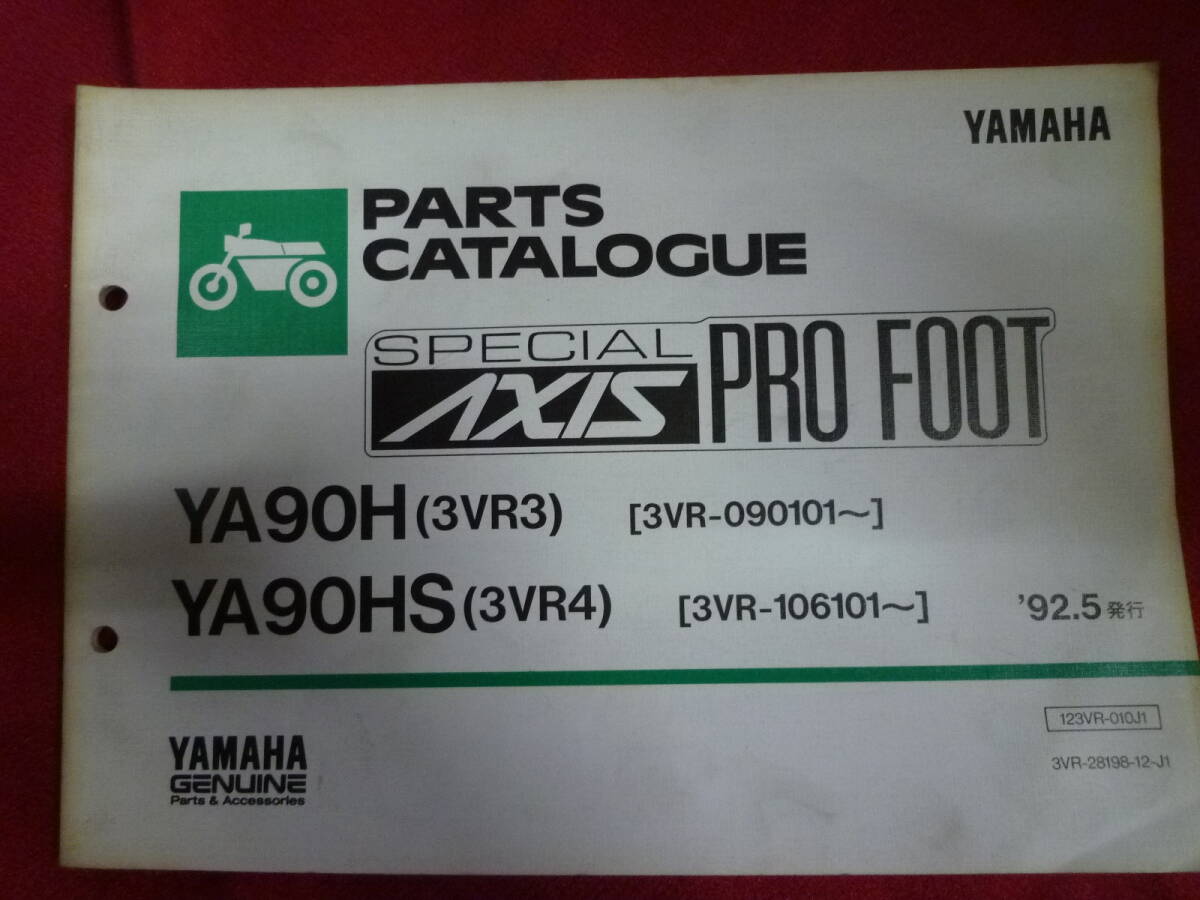 YAMAHA
PARTS
CATALOGUE
SPECIAL
AXIS PRO FOOT
YA90H (3VR3) [3VR-090101~]
YA90HS (3VR4) [3VR-106101~] '92.5 発行
123VR-010J1
3VR-28198-12-J1
YAMAHA
GENUINE
Parts & Accessories